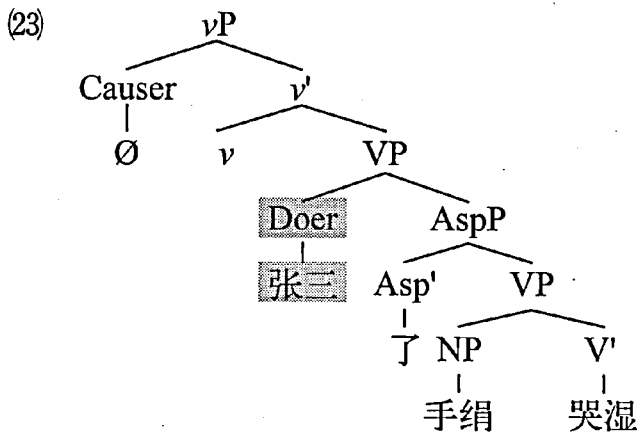 (23)
vP
Causer v'
Ø v VP
Doer AspP
张三 Asp' VP
了 NP V'
手绢 哭湿